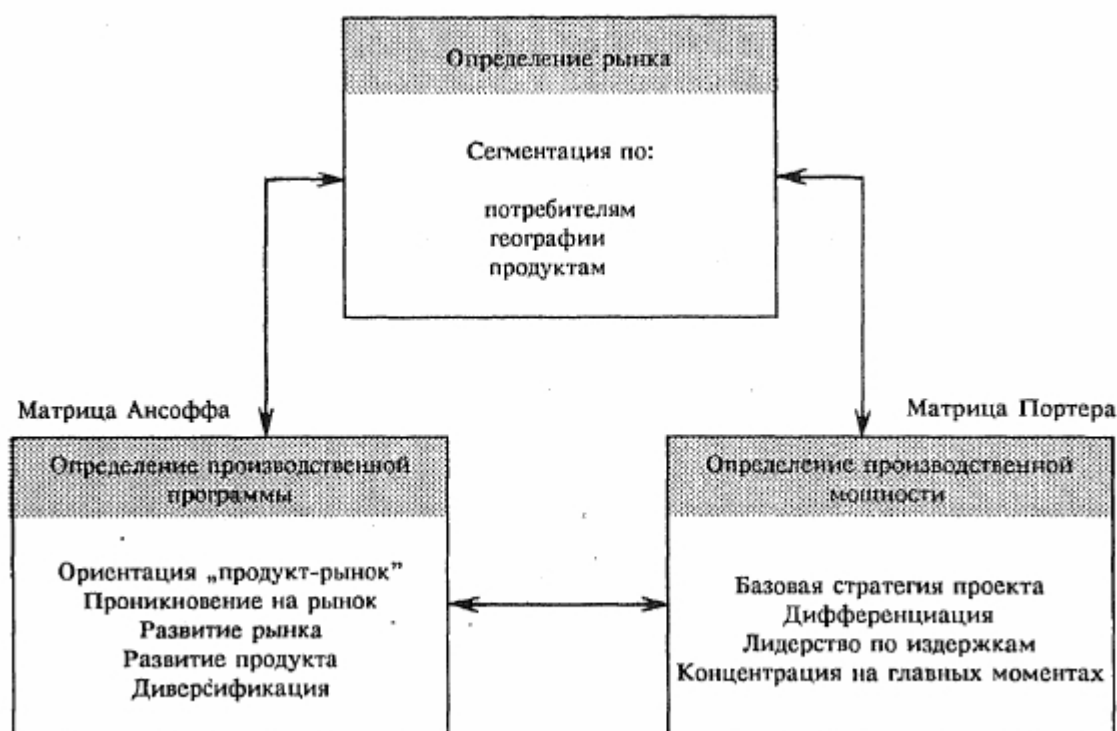 Определение рынка
Сегментация по:
потребителям
географии
продуктам
Матрица Ансоффа
Матрица Портера
Определение производственной
программы
Ориентация „продукт-рынок”
Проникновение на рынок
Развитие рынка
Развитие продукта
Диверсификация
Определение производственной
мощности
Базовая стратегия проекта
Дифференциация
Лидерство по издержкам
Концентрация на главных моментах